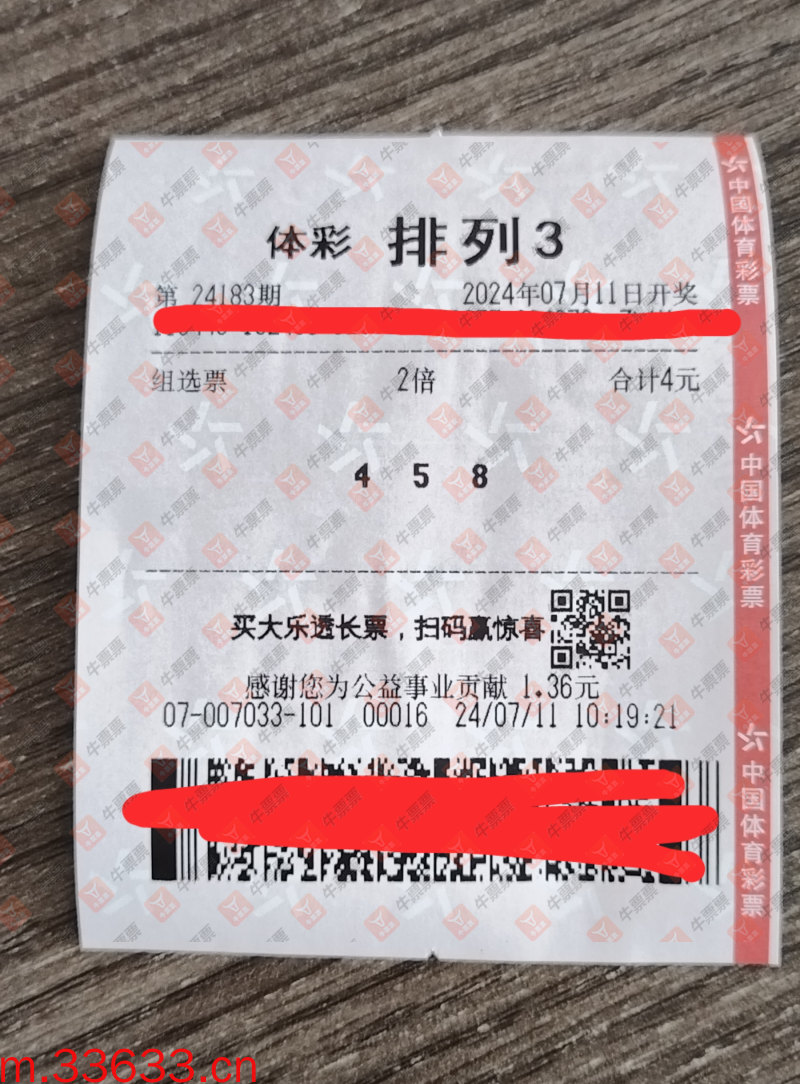 体彩 排列3
第 24183期 2024年07月11日开奖
组选票 2倍 合计4元
4 5 8
买大乐透长票，扫码赢惊喜
感谢您为公益事业贡献 1.36元
07-007033-101 00016 24/07/11 10:19:21
中国体育彩票
中国体育彩票
中国体育彩票
牛票票
m.33633.cn